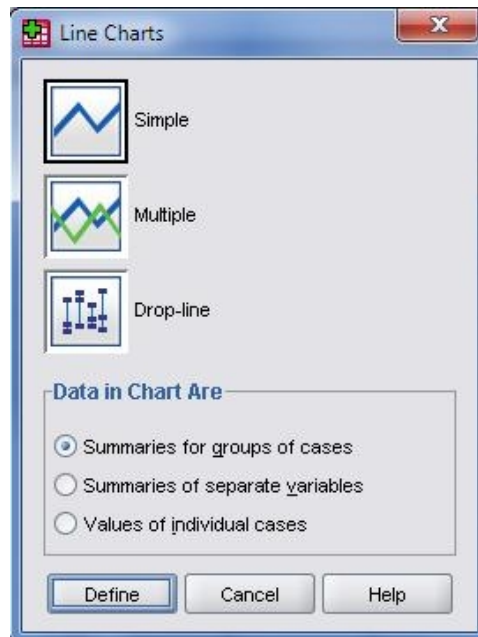 Line Charts
Simple
Multiple
Drop-line
Data in Chart Are
Summaries for groups of cases
Summaries of separate variables
Values of individual cases
Define
Cancel
Help